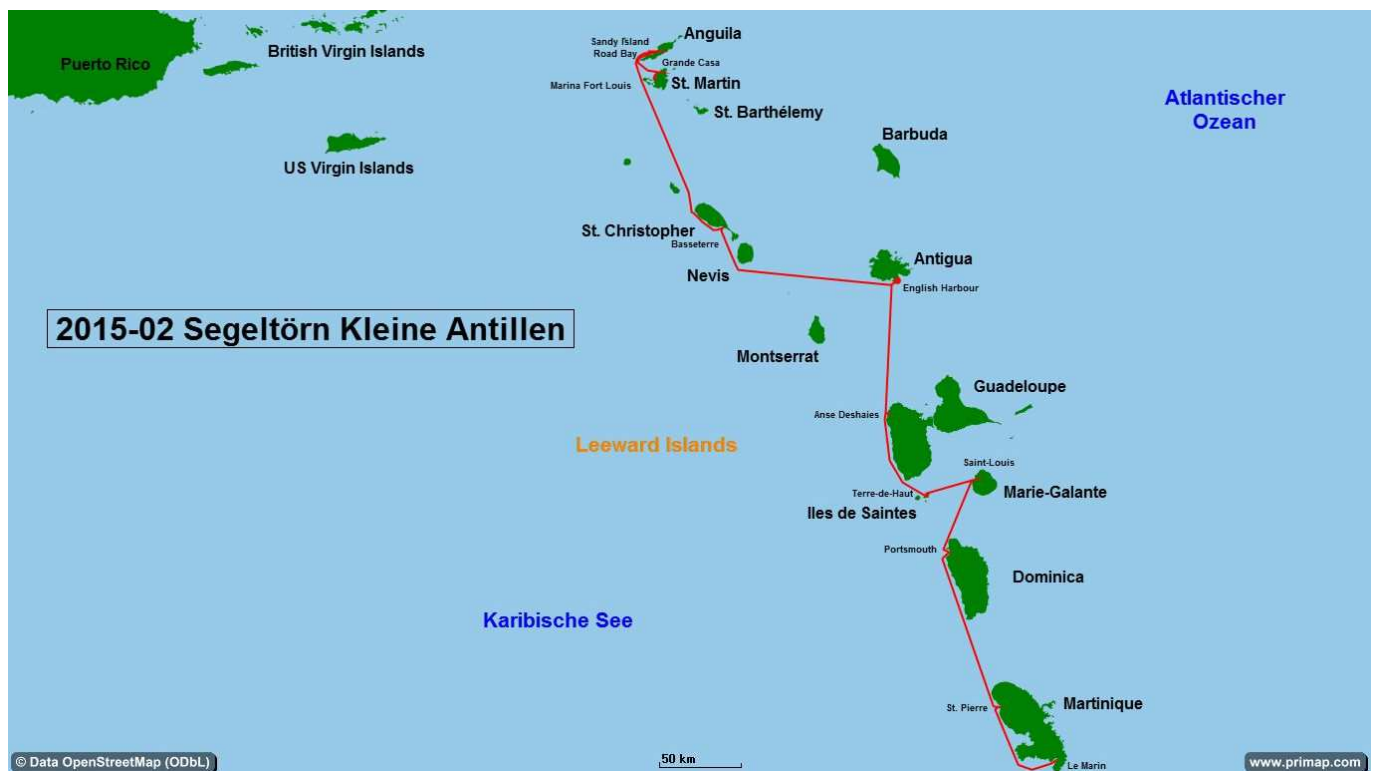 Sandy Island
Anguila
Road Bay
British Virgin Islands
Puerto Rico
Grande Casa
Marina Fort Louis
St. Martin
Atlantischer
Ozean
St. Barthélemy
Barbuda
US Virgin Islands
St. Christopher
Basseterre
Nevis
Antigua
English Harbour
2015-02 Segeltörn Kleine Antillen
Montserrat
Guadeloupe
Anse Deshaies
Leeward Islands
Saint-Louis
Terre-de-Haut
Marie-Galante
Iles de Saintes
Portsmouth
Dominica
Karibische See
St. Pierre
Martinique
50 km
Le Marin
© Data OpenStreetMap (ODbL)
www.primap.com